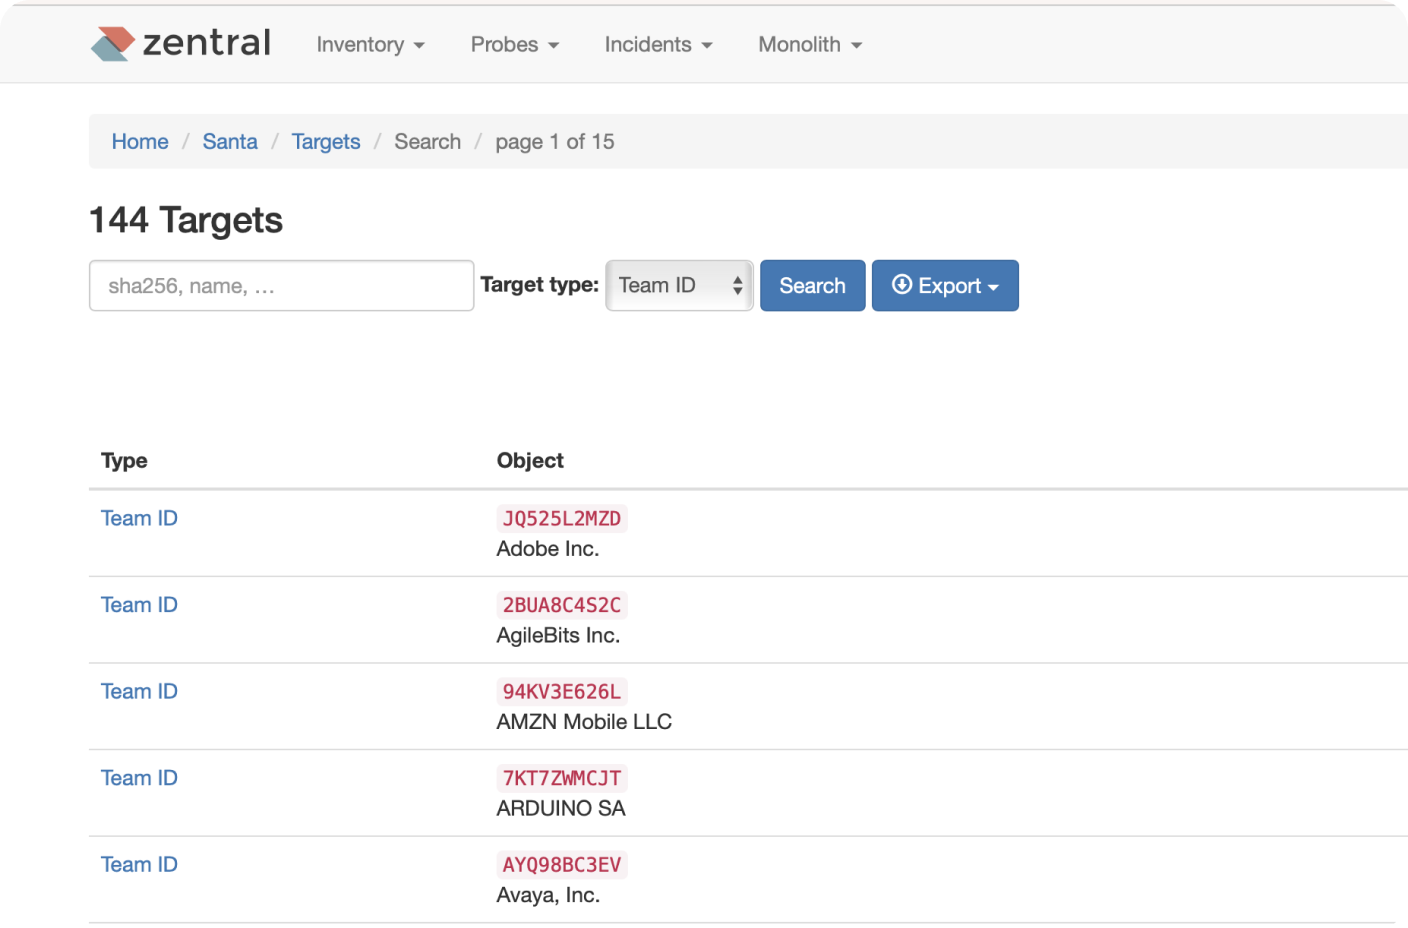 zentral Inventory Probes Incidents Monolith
Home / Santa / Targets / Search / page 1 of 15
144 Targets
sha256, name, … Target type: Team ID Search Export
Type Object
Team ID JQ525L2MZD
Adobe Inc.
Team ID 2BUA8C4S2C
AgileBits Inc.
Team ID 94KV3E626L
AMZN Mobile LLC
Team ID 7KT7ZWMCJT
ARDUINO SA
Team ID AYQ98BC3EV
Avaya, Inc.